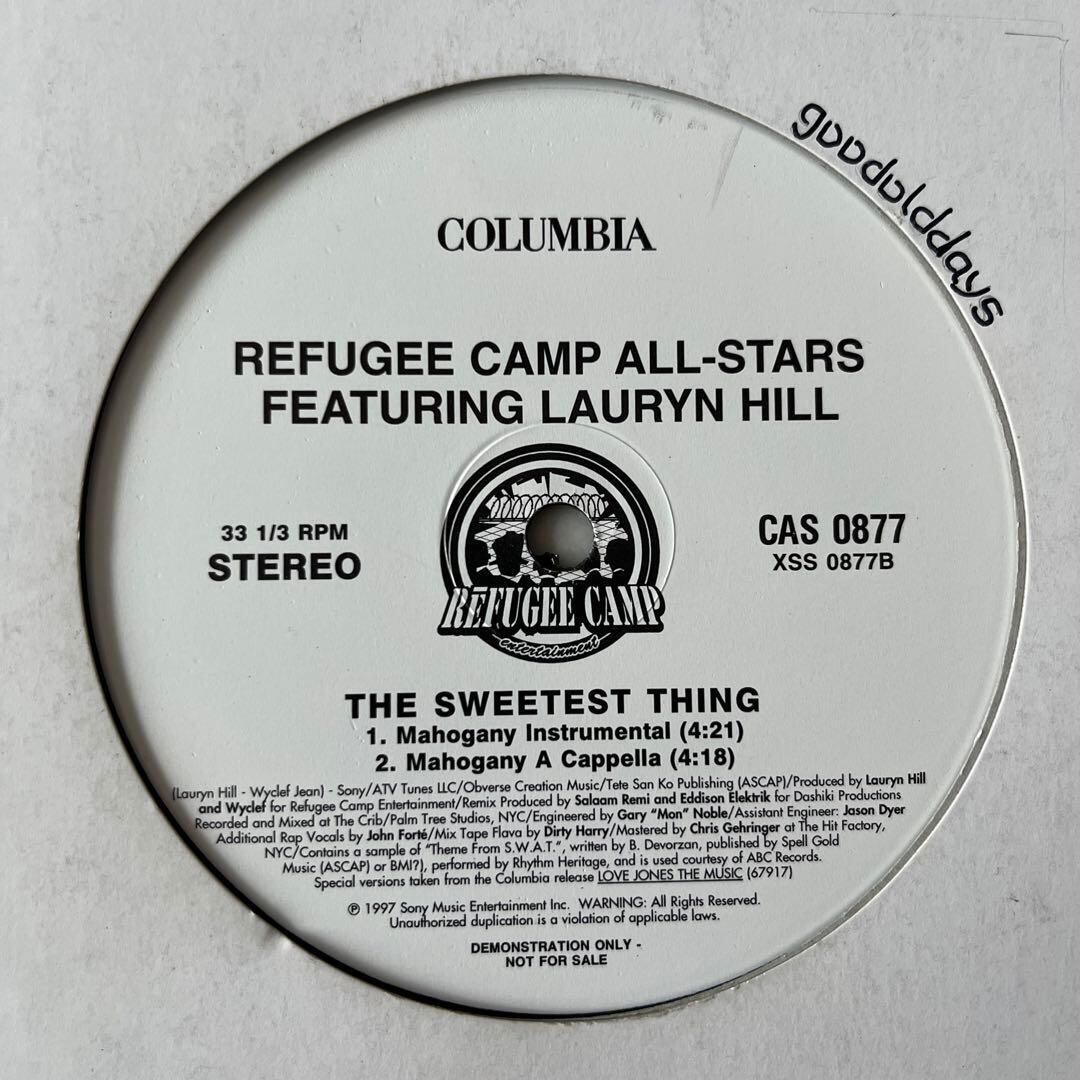 goodolddays
COLUMBIA
REFUGEE CAMP ALL-STARS
FEATURING LAURYN HILL
33 1/3 RPM
STEREO
CAS 0877
XSS 0877B
REFUGEE CAMP
entertainment
THE SWEETEST THING
1. Mahogany Instrumental (4:21)
2. Mahogany A Cappella (4:18)
(Lauryn Hill - Wyclef Jean) - Sony/ATV Tunes LLC/Obverse Creation Music/Tete San Ko Publishing (ASCAP)/Produced by Lauryn Hill
and Wyclef for Refugee Camp Entertainment/Remix Produced by Salaam Remi and Eddison Elektrik for Dashiki Productions
Recorded and Mixed at The Crib/Palm Tree Studios, NYC/Engineered by Gary "Mon" Noble/Assistant Engineer: Jason Dyer
Additional Rap Vocals by John Forté/Mix Tape Flava by Dirty Harry/Mastered by Chris Gehringer at The Hit Factory,
NYC/Contains a sample of "Theme From S.W.A.T.", written by B. Devorzan, published by Spell Gold
Music (ASCAP) or BMI?), performed by Rhythm Heritage, and is used courtesy of ABC Records.
Special versions taken from the Columbia release LOVE JONES THE MUSIC (67917)
℗ 1997 Sony Music Entertainment Inc. WARNING: All Rights Reserved.
Unauthorized duplication is a violation of applicable laws.
DEMONSTRATION ONLY -
NOT FOR SALE